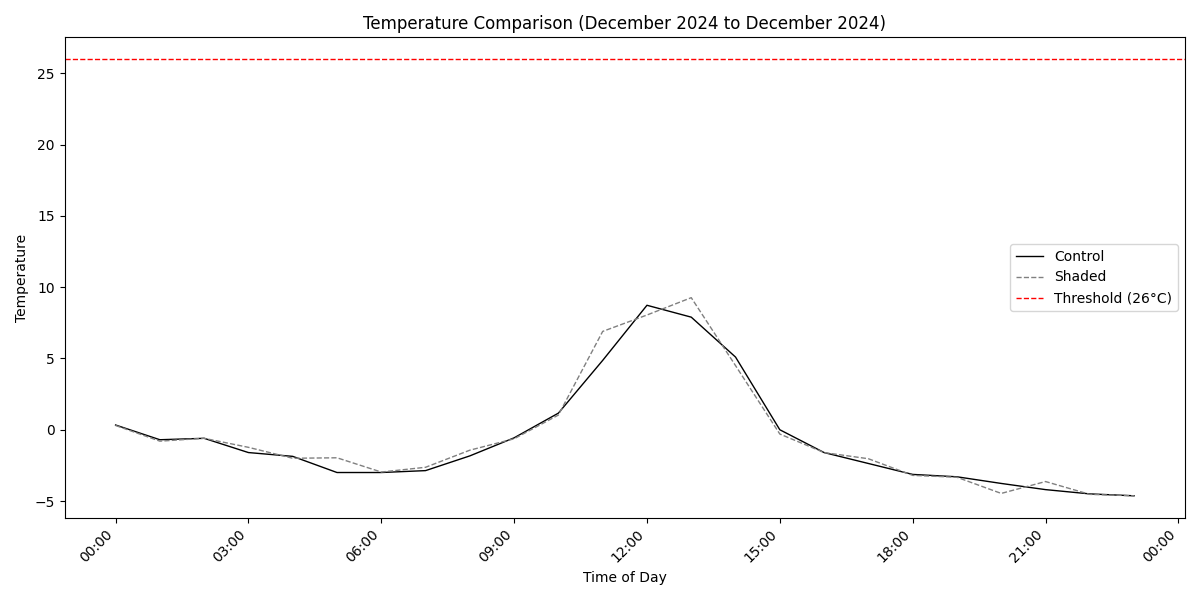 Temperature Comparison (December 2024 to December 2024)
Temperature
25
20
15
10
5
0
−5
Control
Shaded
Threshold (26°C)
00:00
03:00
06:00
09:00
12:00
15:00
18:00
21:00
00:00
Time of Day